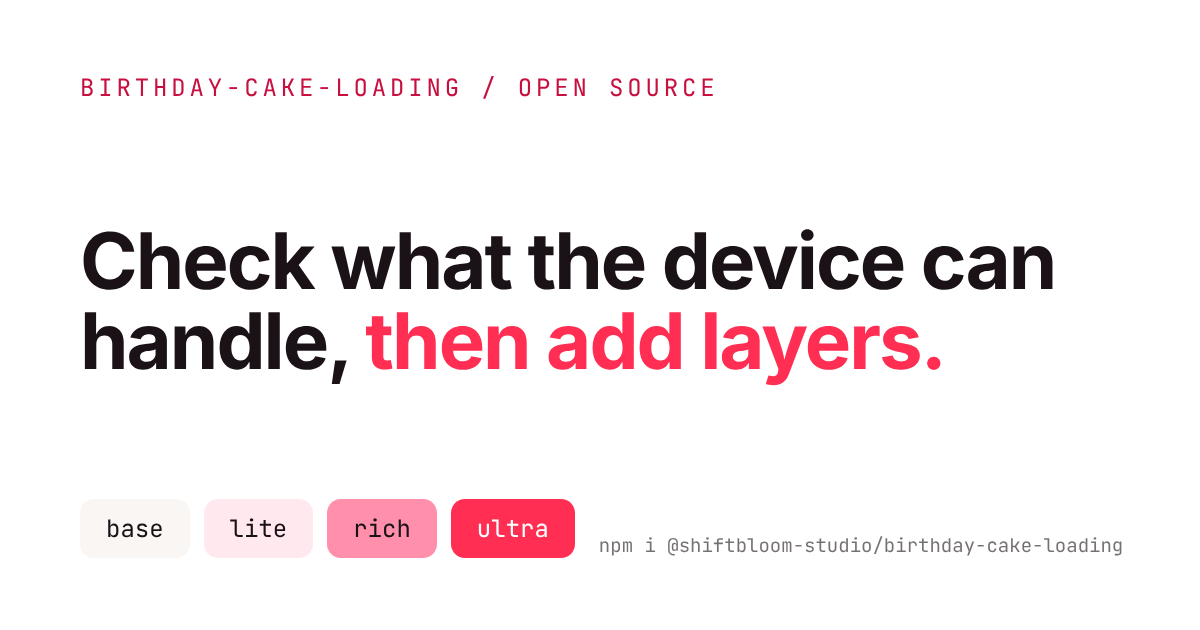 BIRTHDAY-CAKE-LOADING / OPEN SOURCE
Check what the device can
handle, then add layers.
base lite rich ultra
npm i @shiftbloom-studio/birthday-cake-loading